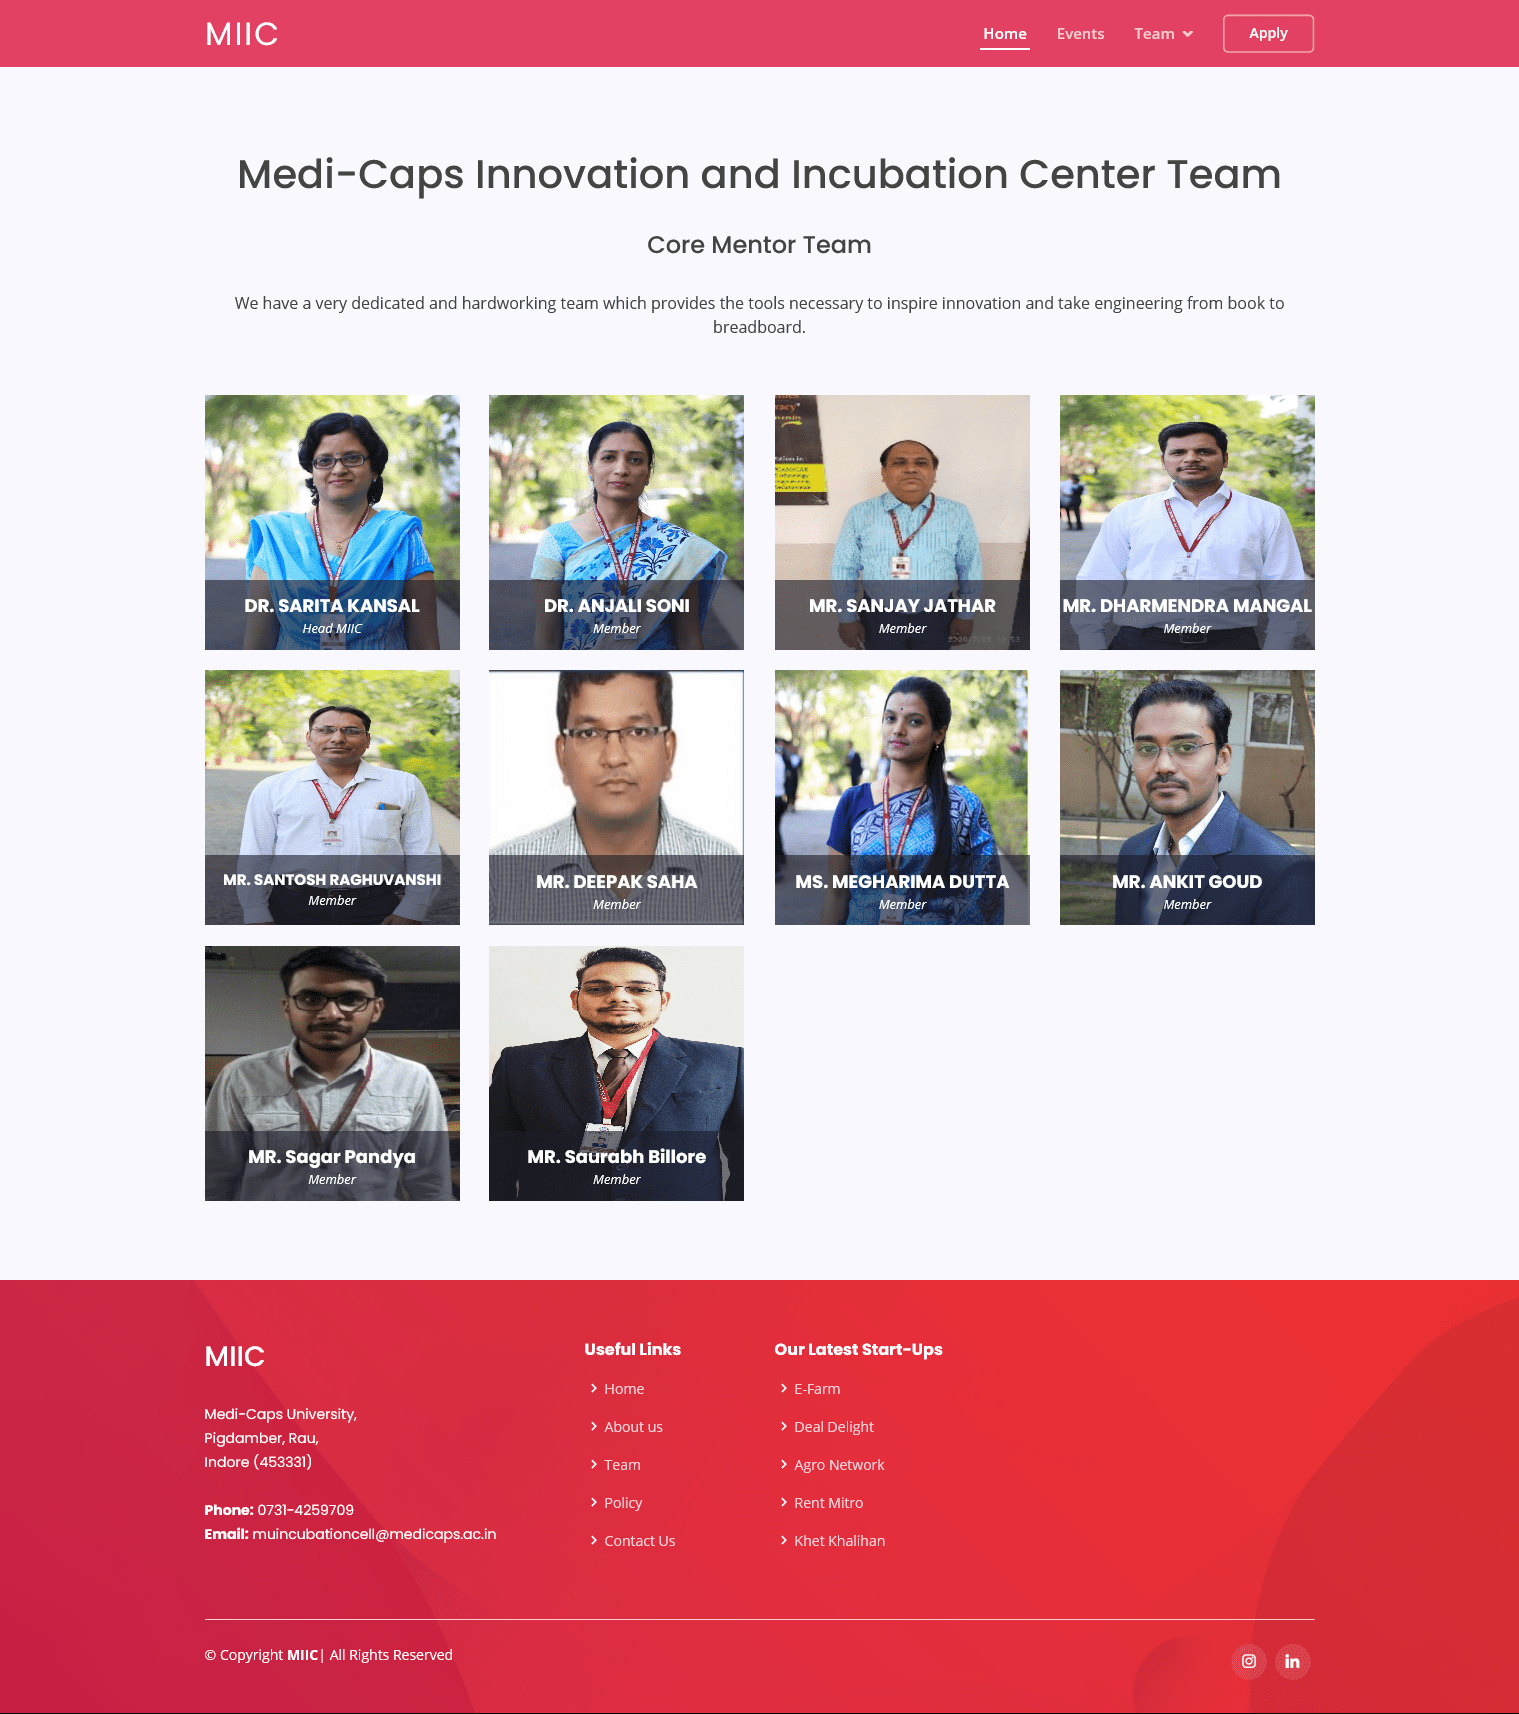 MIIC
Home
Events
Team
Apply
Medi-Caps Innovation and Incubation Center Team
Core Mentor Team
We have a very dedicated and hardworking team which provides the tools necessary to inspire innovation and take engineering from book to
breadboard.
DR. SARITA KANSAL
Head MIIC
DR. ANJALI SONI
Member
MR. SANJAY JATHAR
Member
MR. DHARMENDRA MANGAL
Member
MR. SANTOSH RAGHUVANSHI
Member
MR. DEEPAK SAHA
Member
MS. MEGHARIMA DUTTA
Member
MR. ANKIT GOUD
Member
MR. Sagar Pandya
Member
MR. Saurabh Billore
Member
MIIC
Medi-Caps University,
Pigdamber, Rau,
Indore (453331)
Phone: 0731-4259709
Email: muincubationcell@medicaps.ac.in
Useful Links
Home
About us
Team
Policy
Contact Us
Our Latest Start-Ups
E-Farm
Deal Delight
Agro Network
Rent Mitro
Khet Khalihan
© Copyright MIIC| All Rights Reserved